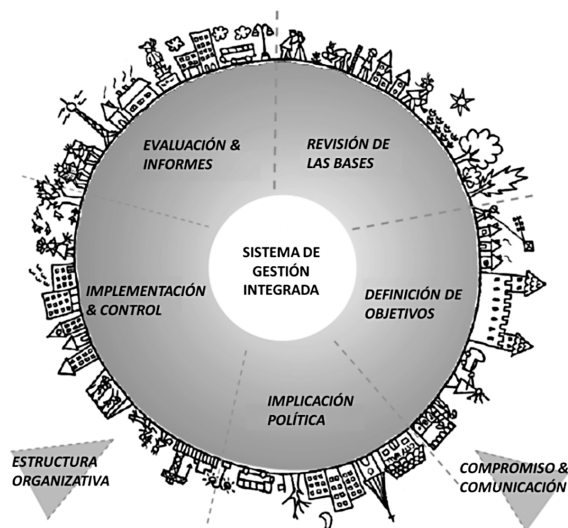 EVALUACIÓN &
INFORMES
REVISIÓN DE
LAS BASES
SISTEMA DE
GESTIÓN
INTEGRADA
IMPLEMENTACIÓN
& CONTROL
DEFINICIÓN DE
OBJETIVOS
IMPLICACIÓN
POLÍTICA
ESTRUCTURA
ORGANIZATIVA
COMPROMISO &
COMUNICACIÓN